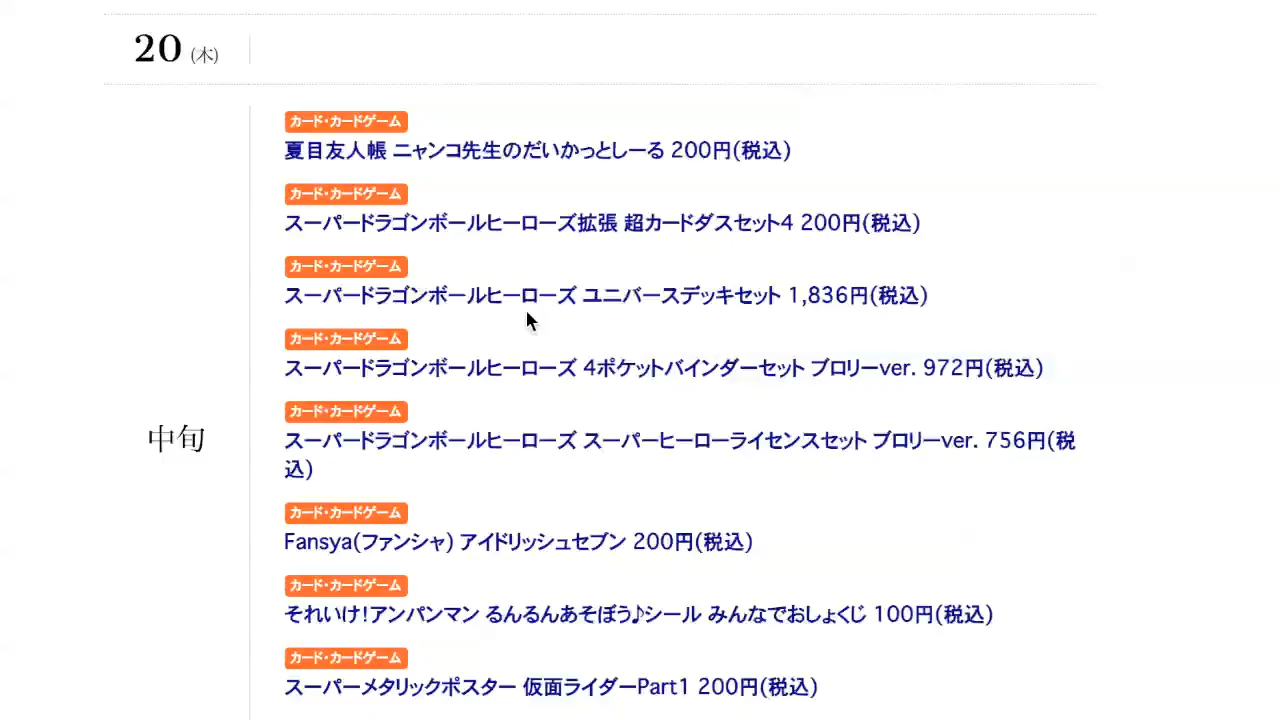 20 (木)
カード・カードゲーム
夏目友人帳 ニャンコ先生のだいかっとしーる 200円(税込)
カード・カードゲーム
スーパードラゴンボールヒーローズ拡張 超カードダスセット4 200円(税込)
カード・カードゲーム
スーパードラゴンボールヒーローズ ユニバースデッキセット 1,836円(税込)
カード・カードゲーム
スーパードラゴンボールヒーローズ 4ポケットバインダーセット ブロリーver. 972円(税込)
中旬
カード・カードゲーム
スーパードラゴンボールヒーローズ スーパーヒーローライセンスセット ブロリーver. 756円(税
込)
カード・カードゲーム
Fansya(ファンシャ) アイドリッシュセブン 200円(税込)
カード・カードゲーム
それいけ!アンパンマン るんるんあそぼう♪シール みんなでおしょくじ 100円(税込)
カード・カードゲーム
スーパーメタリックポスター 仮面ライダーPart1 200円(税込)